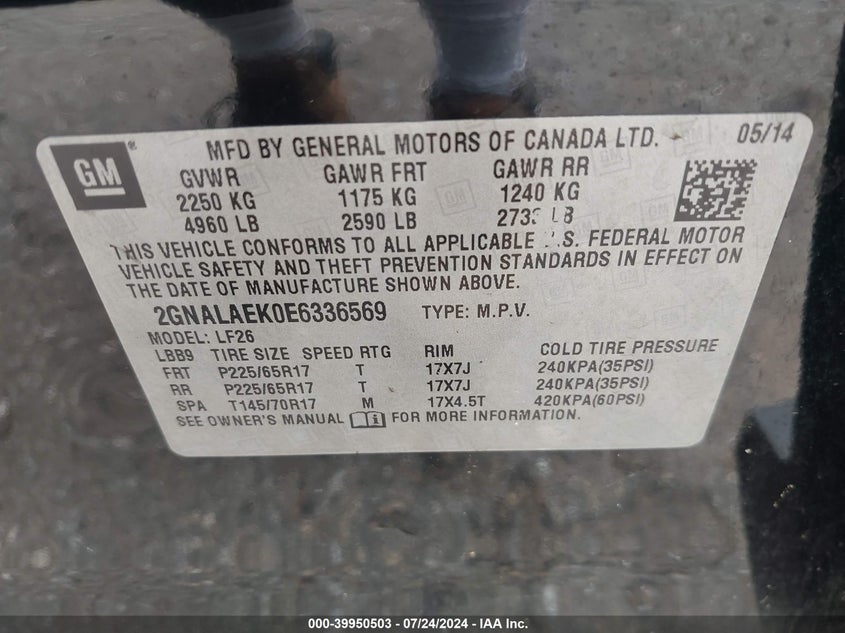 GM
MFD BY GENERAL MOTORS OF CANADA LTD. 05/14
GVWR GAWR FRT GAWR RR
2250 KG 1175 KG 1240 KG
4960 LB 2590 LB LB
THIS VEHICLE CONFORMS TO ALL APPLICABLE FEDERAL MOTOR
VEHICLE SAFETY AND THEFT PREVENTION STANDARDS IN EFFECT ON
THE DATE OF MANUFACTURE SHOWN ABOVE.
2GNALAEK0E6336569 TYPE: M.P.V.
MODEL: LF26
LBB9 TIRE SIZE SPEED RTG RIM COLD TIRE PRESSURE
FRT P225/65R17 T 17X7J 240KPA(35PSI)
RR P225/65R17 T 17X7J 240KPA(35PSI)
SPA T145/70R17 M 17X4.5T 420KPA(60PSI)
SEE OWNER'S MANUAL FOR MORE INFORMATION.
000-39950503 - 07/24/2024 - IAA Inc.